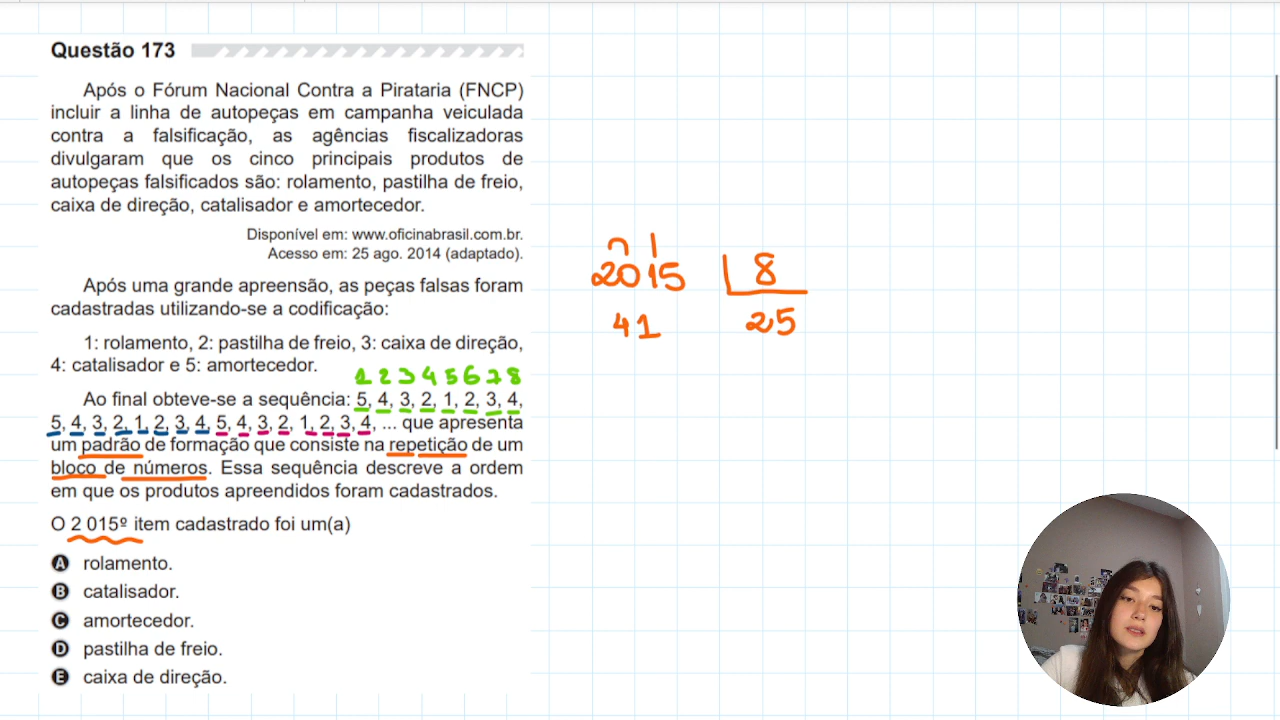 Questão 173
Após o Fórum Nacional Contra a Pirataria (FNCP)
incluir a linha de autopeças em campanha veiculada
contra a falsificação, as agências fiscalizadoras
divulgaram que os cinco principais produtos de
autopeças falsificados são: rolamento, pastilha de freio,
caixa de direção, catalisador e amortecedor.
Disponível em: www.oficinabrasil.com.br.
Acesso em: 25 ago. 2014 (adaptado).
Após uma grande apreensão, as peças falsas foram
cadastradas utilizando-se a codificação:
1: rolamento, 2: pastilha de freio, 3: caixa de direção,
4: catalisador e 5: amortecedor.
1 2 3 4 5 6 7 8
Ao final obteve-se a sequência: 5, 4, 3, 2, 1, 2, 3, 4,
5, 4, 3, 2, 1, 2, 3, 4, 5, 4, 3, 2, 1, 2, 3, 4, ... que apresenta
um padrão de formação que consiste na repetição de um
bloco de números. Essa sequência descreve a ordem
em que os produtos apreendidos foram cadastrados.
O 2 015º item cadastrado foi um(a)
A rolamento.
B catalisador.
C amortecedor.
D pastilha de freio.
E caixa de direção.
2015 8
41 25